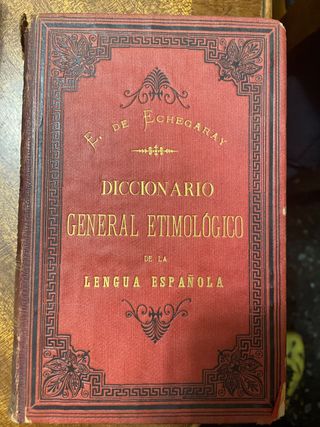 E. DE ECHEGARAY
DICCIONARIO
GENERAL ETIMOLÓGICO
DE LA
LENGUA ESPAÑOLA